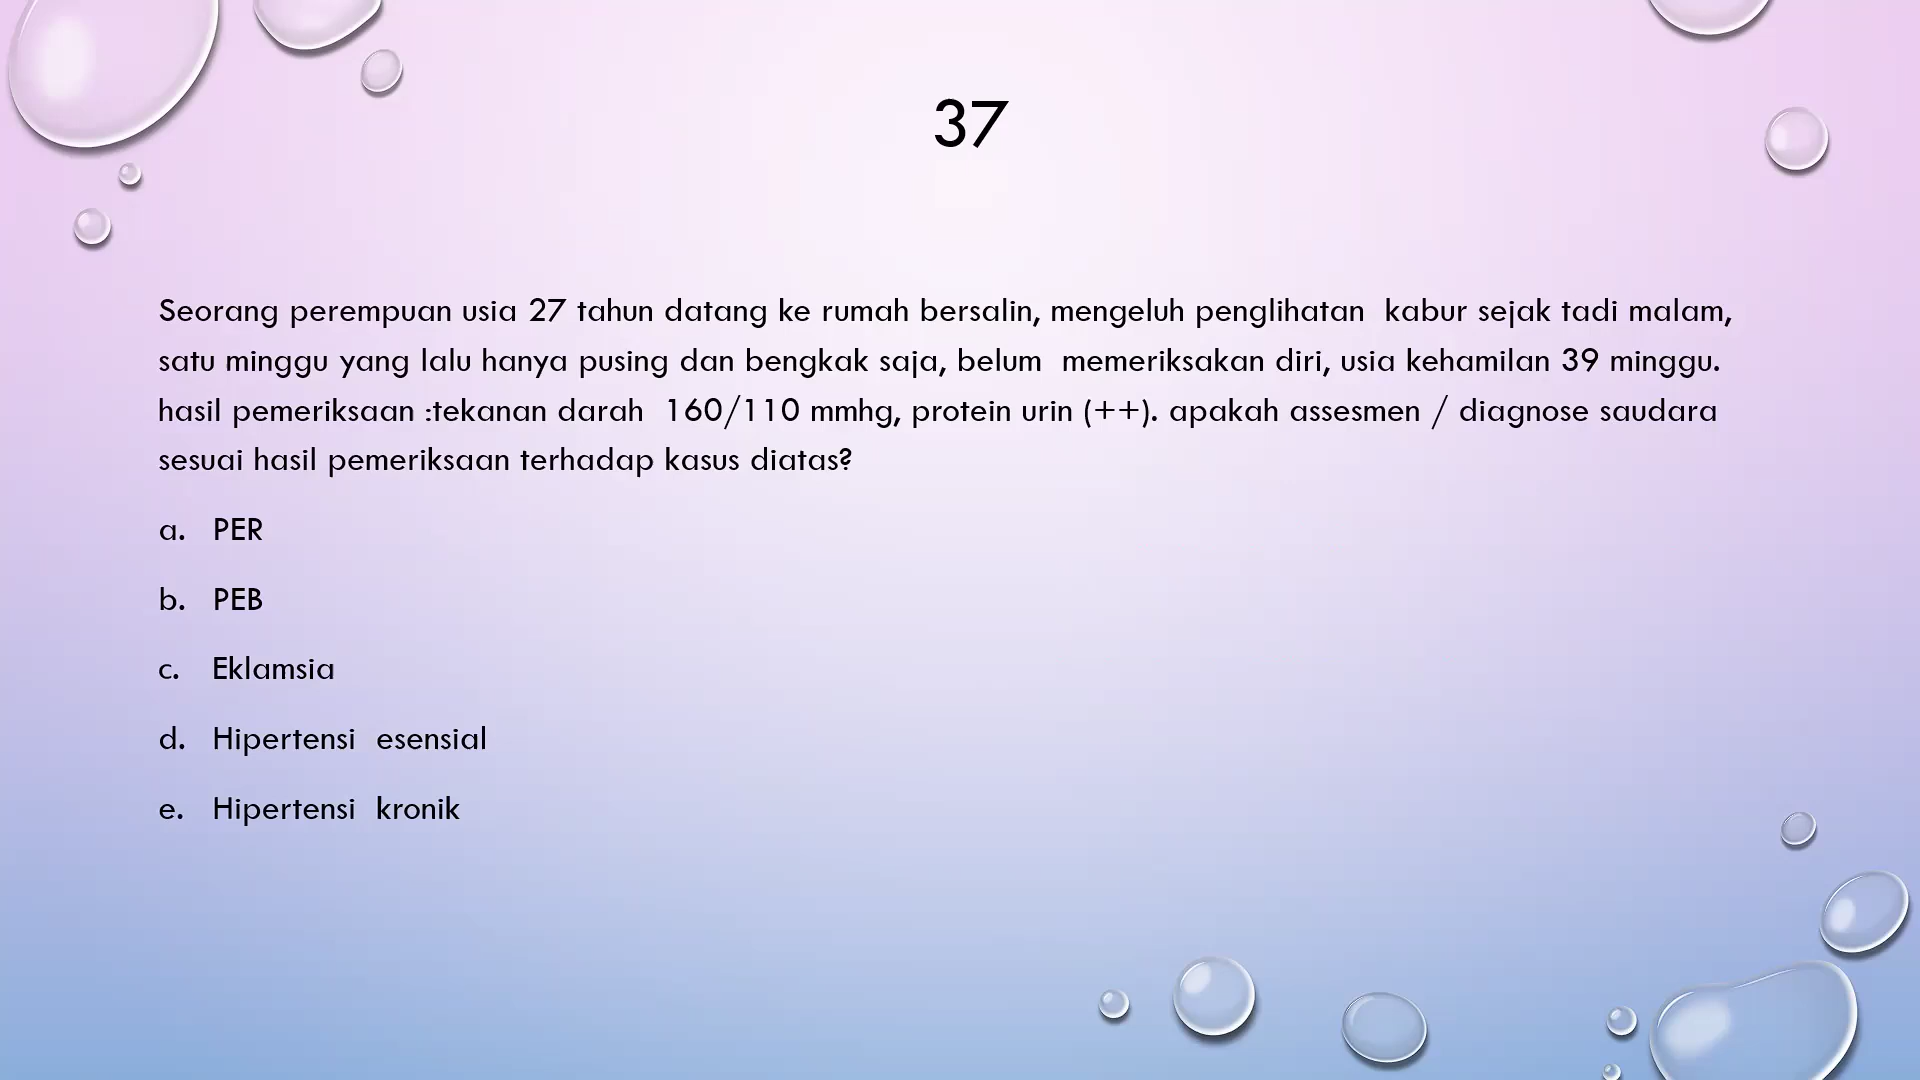 37
Seorang perempuan usia 27 tahun datang ke rumah bersalin, mengeluh penglihatan kabur sejak tadi malam,
satu minggu yang lalu hanya pusing dan bengkak saja, belum memeriksakan diri, usia kehamilan 39 minggu.
hasil pemeriksaan :tekanan darah 160/110 mmhg, protein urin (++). apakah assesmen / diagnose saudara
sesuai hasil pemeriksaan terhadap kasus diatas?
a. PER
b. PEB
c. Eklamsia
d. Hipertensi esensial
e. Hipertensi kronik